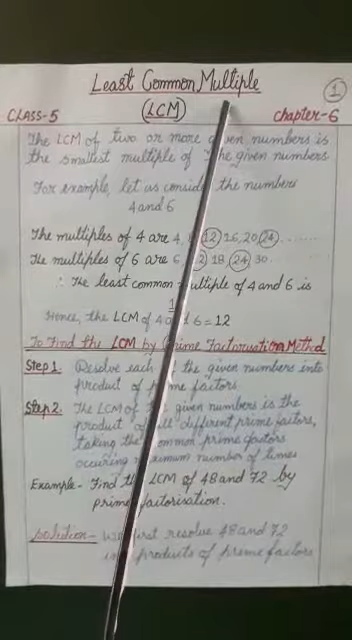 Least Common Multiple
1
CLASS-5 (LCM) chapter-6
The LCM of two or more given numbers is
the smallest multiple of the given numbers
For example, let us consid the numbers
4 and 6
The multiples of 4 are 4, 12 16, 20, 24.......
The multiples of 6 are 6, 2 18, 24, 30.
∴ The least common multiple of 4 and 6 is
1
Hence, the LCM of 4 a d 6 = 12
To Find the LCM by Prime Factorisation Method
Step 1. Resolve each of the given numbers into
product of prime factors.
Step 2. The LCM of the given numbers is the
product of all different prime factors,
taking the common prime factors
occuring maximum number of times
Example- Find the LCM of 48 and 72 by
prime factorisation.
Solution- We first resolve 48 and 72
into products of prime factors